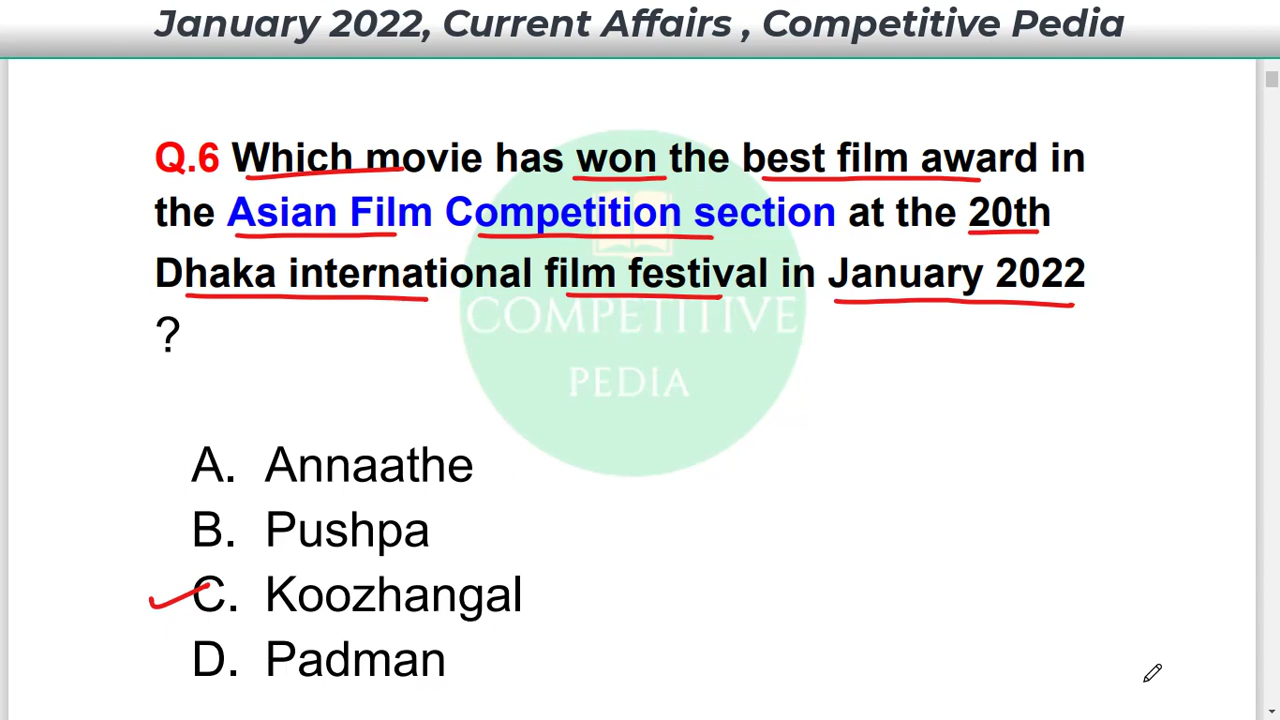 January 2022, Current Affairs , Competitive Pedia
Q.6 Which movie has won the best film award in
the Asian Film Competition section at the 20th
Dhaka international film festival in January 2022
?
COMPETITIVE
PEDIA
A. Annaathe
B. Pushpa
C. Koozhangal
D. Padman